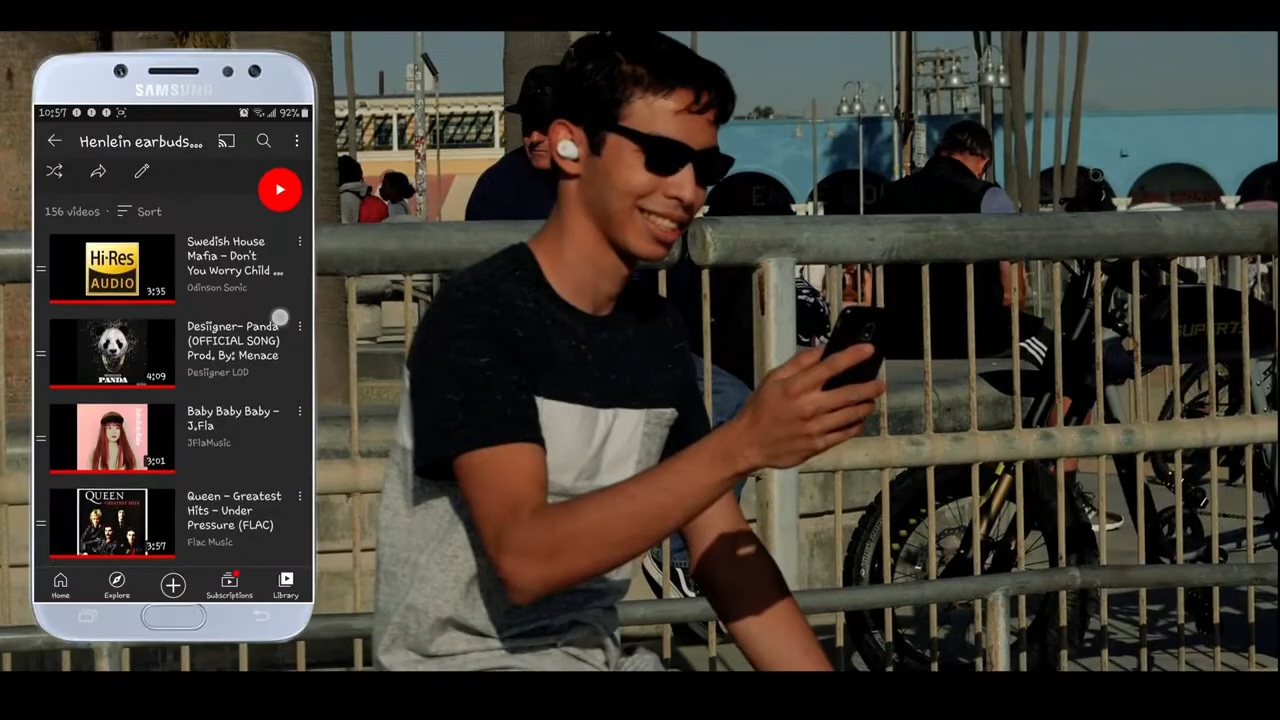 SAMSUNG
10:57
92%
Henlein earbuds...
156 videos · Sort
Hi-Res
AUDIO
3:35
Swedish House
Mafia - Don't
You Worry Child ...
Odinson Sonic
PANDA
4:09
Desiigner- Panda
(OFFICIAL SONG)
Prod. By: Menace
Desiigner LOD
3:01
Baby Baby Baby -
J.Fla
JFlaMusic
QUEEN
GREATEST HITS
3:57
Queen - Greatest
Hits - Under
Pressure (FLAC)
Flac Music
Home
Explore
Subscriptions
Library
SUPER73